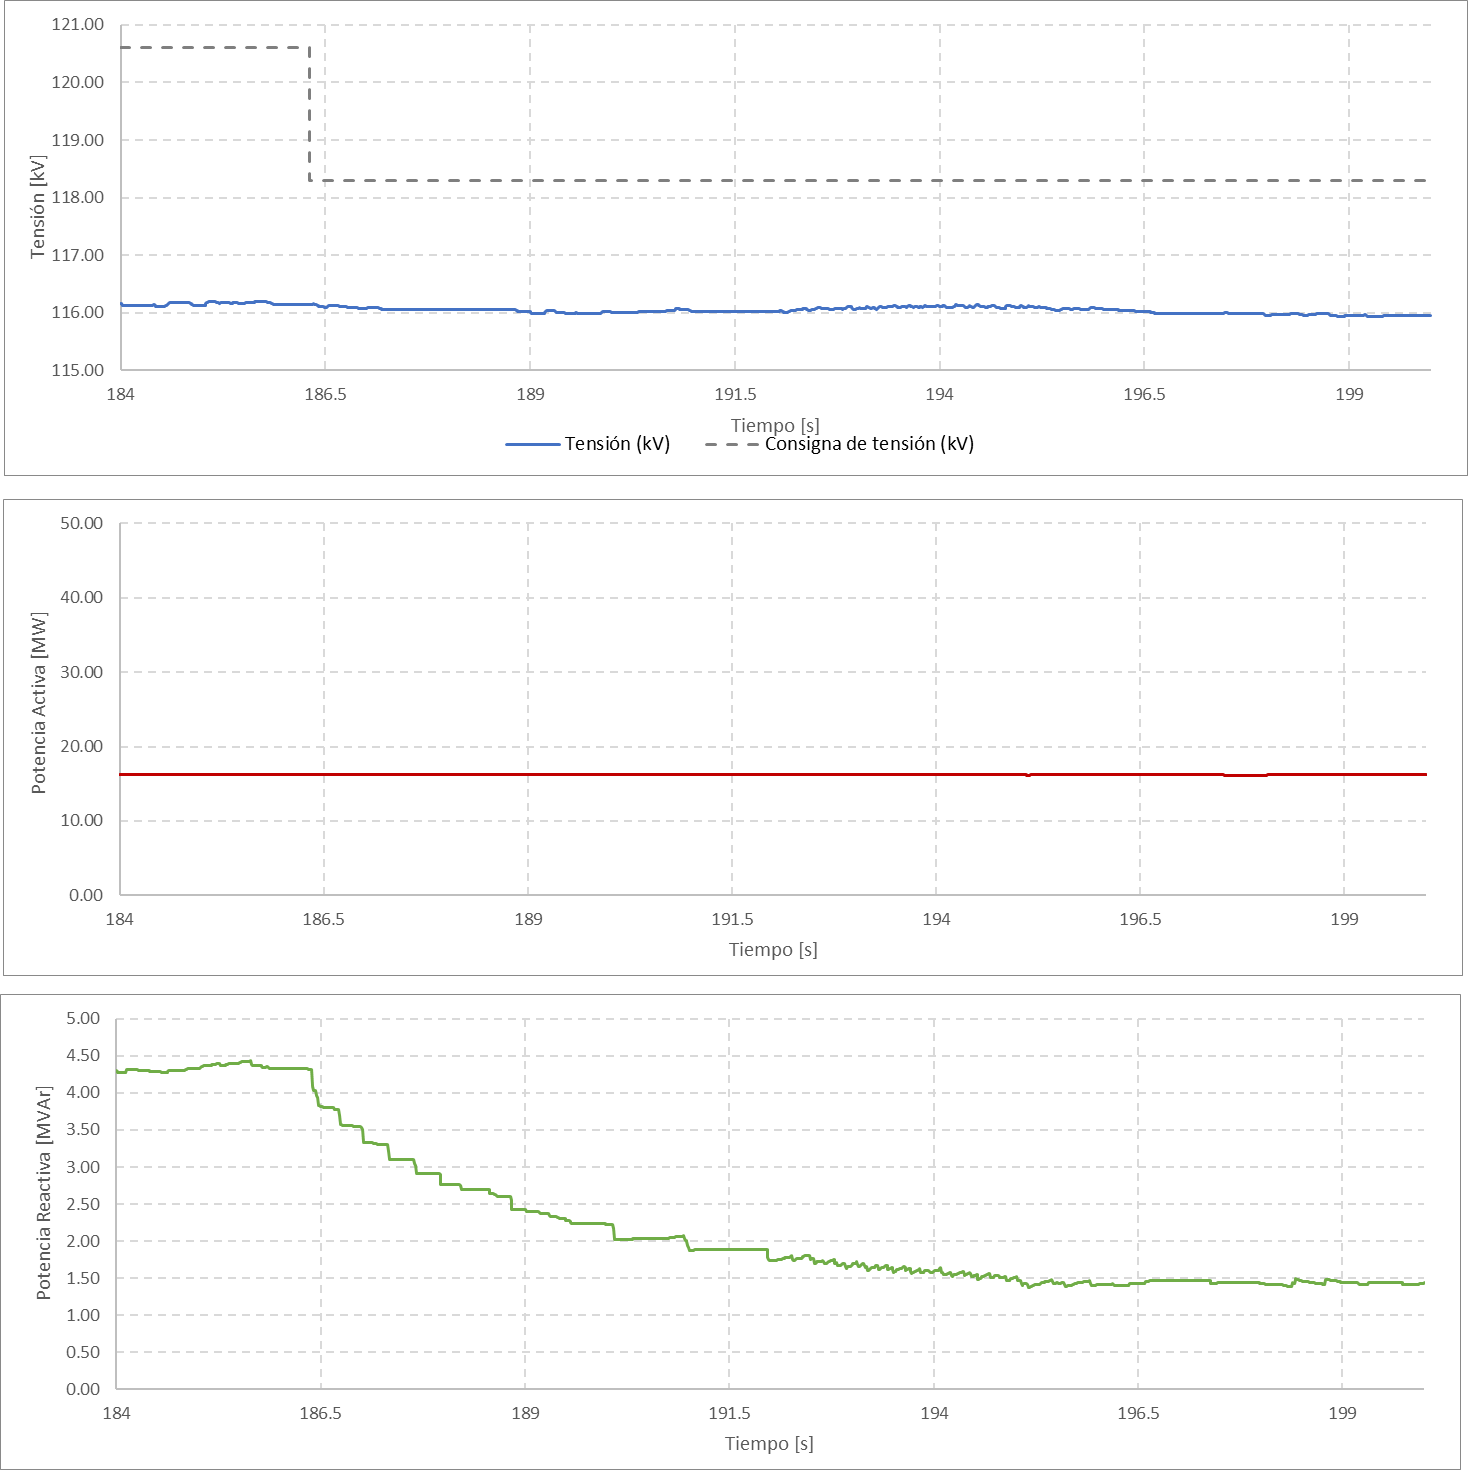 121.00
120.00
119.00
118.00
117.00
116.00
115.00
Tensión [kV]
184 186.5 189 191.5 194 196.5 199
Tiempo [s]
Tensión (kV) Consigna de tensión (kV)
50.00
40.00
30.00
20.00
10.00
0.00
Potencia Activa [MW]
184 186.5 189 191.5 194 196.5 199
Tiempo [s]
5.00
4.50
4.00
3.50
3.00
2.50
2.00
1.50
1.00
0.50
0.00
Potencia Reactiva [MVAr]
184 186.5 189 191.5 194 196.5 199
Tiempo [s]